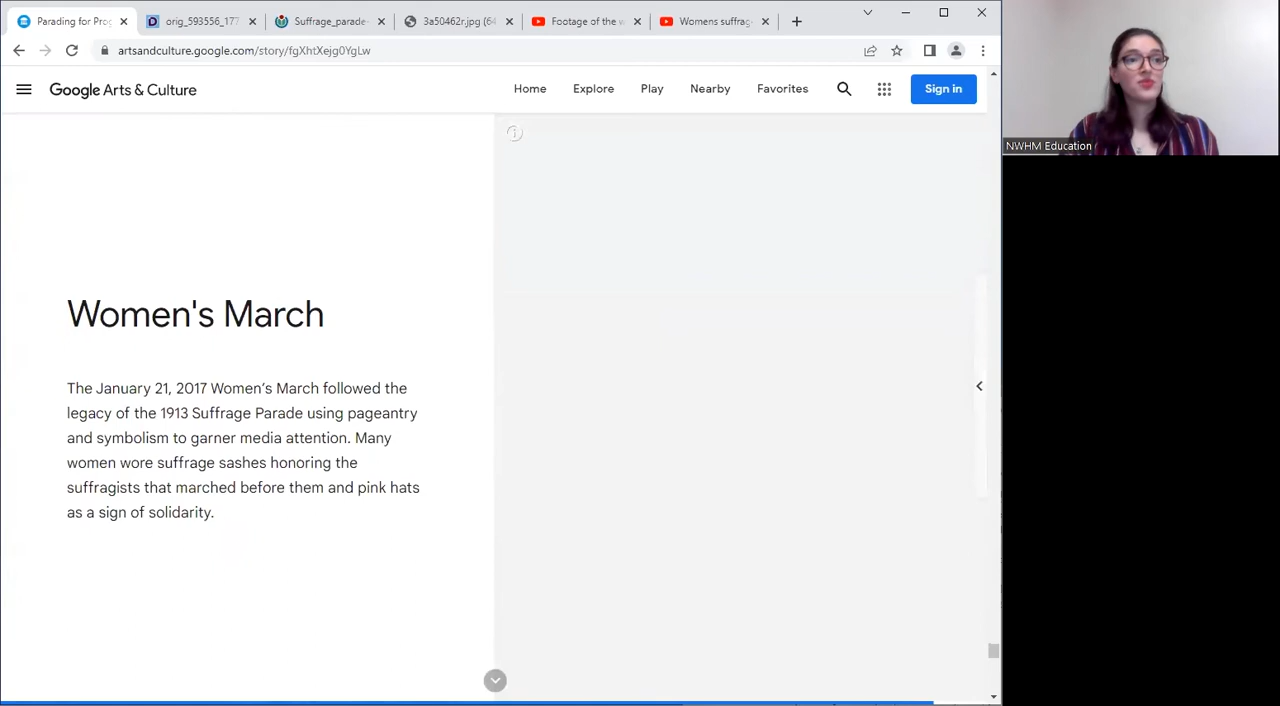 Parading for Prog
orig_593556_177
Suffrage_parade-
3a50462r.jpg (64
Footage of the w
Womens suffrag
artsandculture.google.com/story/fgXhtXejg0YgLw
Google Arts & Culture
Home
Explore
Play
Nearby
Favorites
Sign in
NWHM Education
Women's March
The January 21, 2017 Women's March followed the
legacy of the 1913 Suffrage Parade using pageantry
and symbolism to garner media attention. Many
women wore suffrage sashes honoring the
suffragists that marched before them and pink hats
as a sign of solidarity.